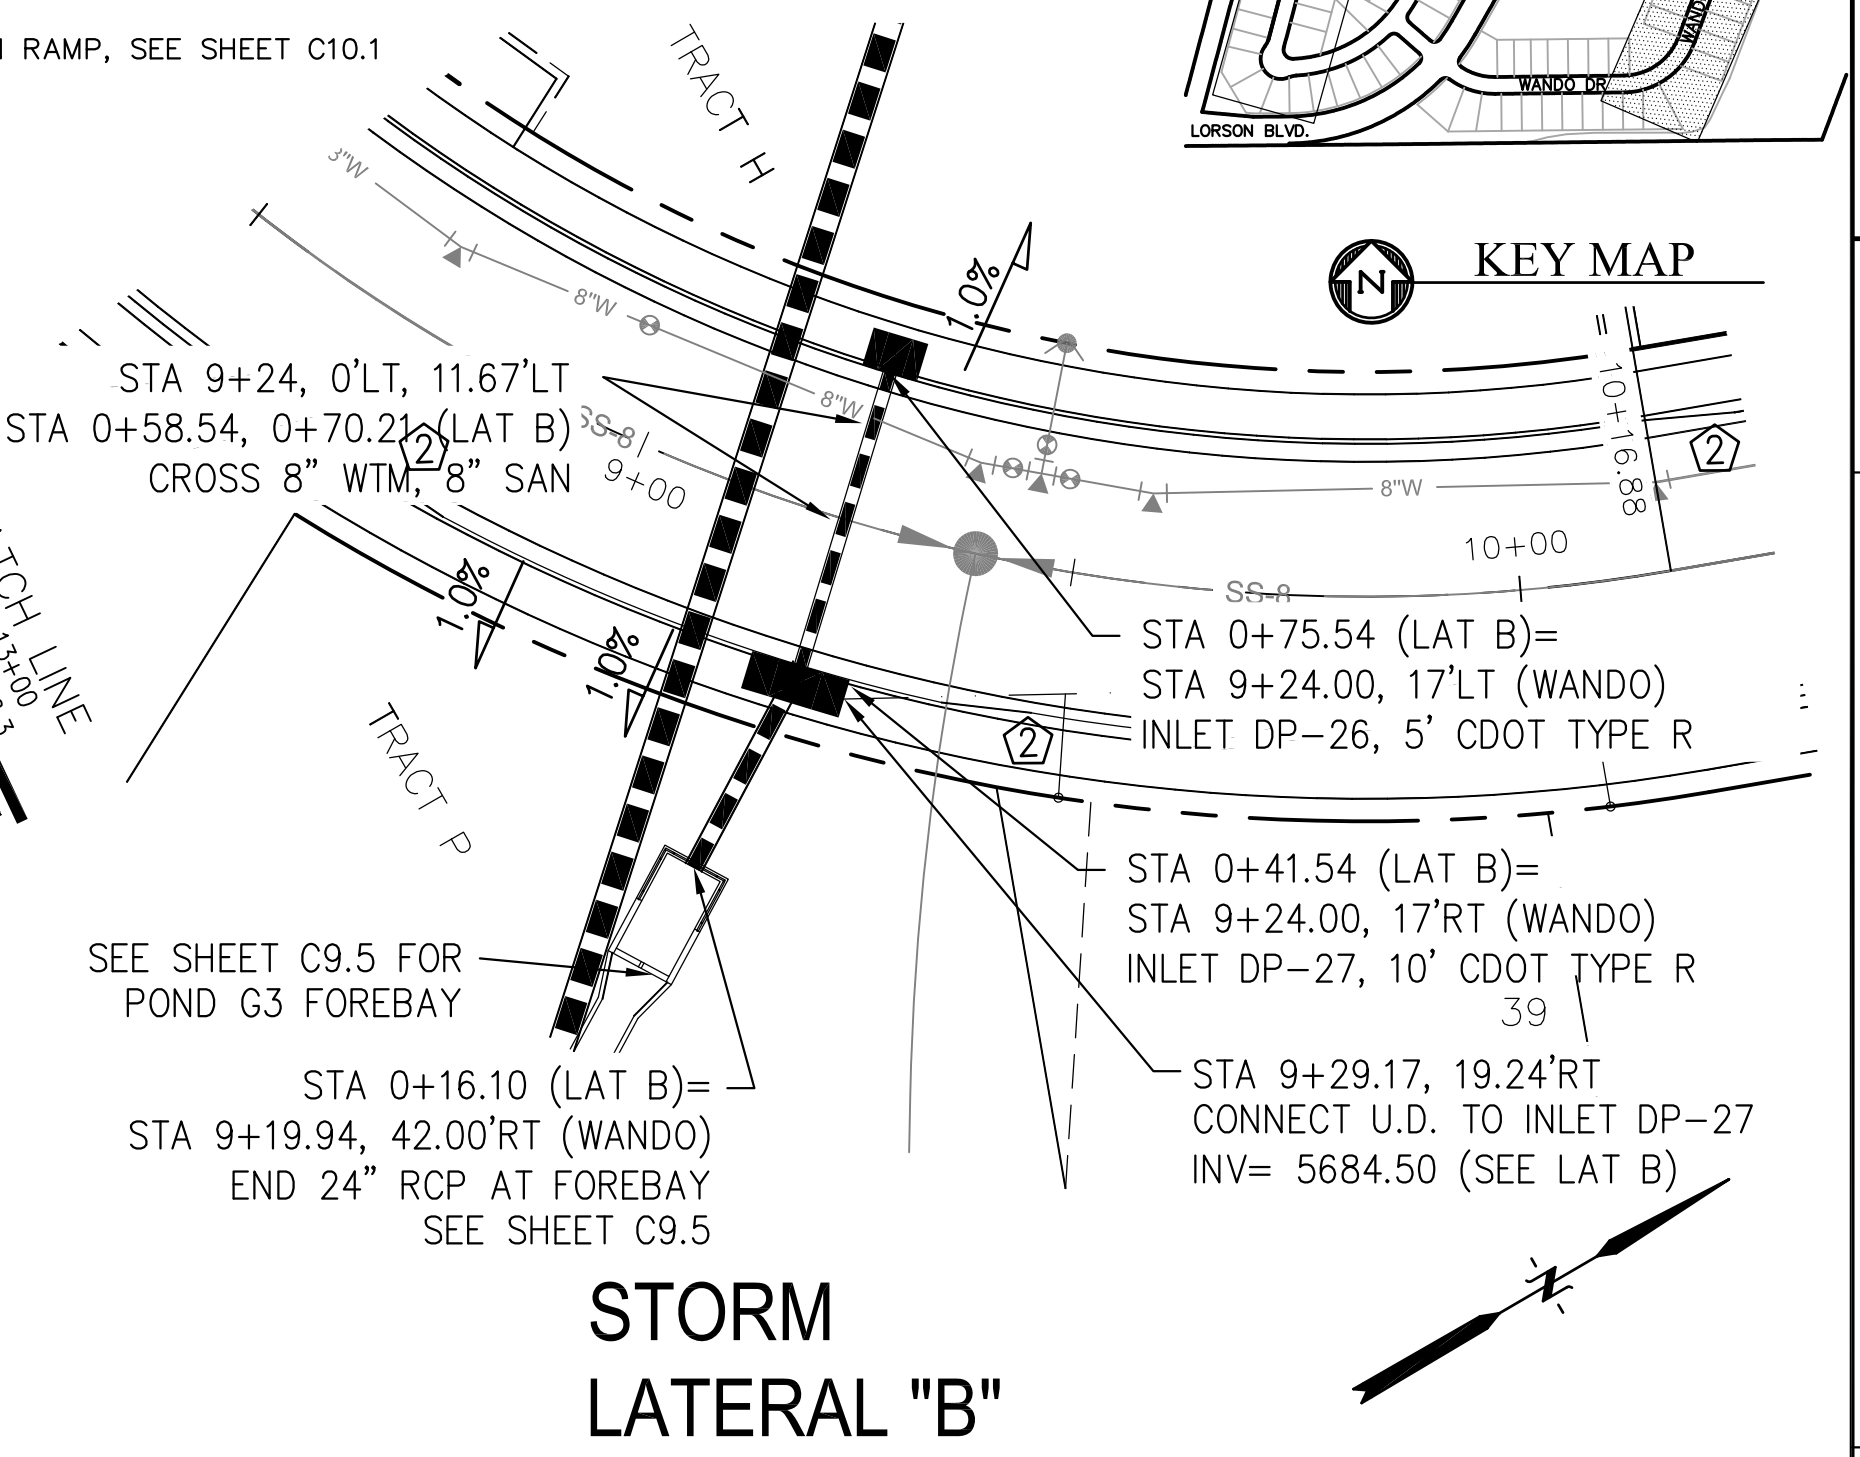 RAMP, SEE SHEET C10.1
TRACT H
WANDO DR
LORSON BLVD.
N
KEY MAP
8"W
1.0%
STA 9+24, 0'LT, 11.67'LT
STA 0+58.54, 0+70.21 (LAT B)
CROSS 8" WTM, 8" SAN
2
8"W
SS-8
9+00
8"W
10+16.88
2
10+00
SS-8
1.0%
1.0%
LINE
13+00
STA 0+75.54 (LAT B)=
STA 9+24.00, 17'LT (WANDO)
INLET DP-26, 5' CDOT TYPE R
2
TRACT P
STA 0+41.54 (LAT B)=
STA 9+24.00, 17'RT (WANDO)
INLET DP-27, 10' CDOT TYPE R
39
SEE SHEET C9.5 FOR
POND G3 FOREBAY
STA 9+29.17, 19.24'RT
CONNECT U.D. TO INLET DP-27
INV= 5684.50 (SEE LAT B)
STA 0+16.10 (LAT B)=
STA 9+19.94, 42.00'RT (WANDO)
END 24" RCP AT FOREBAY
SEE SHEET C9.5
N
STORM
LATERAL "B"